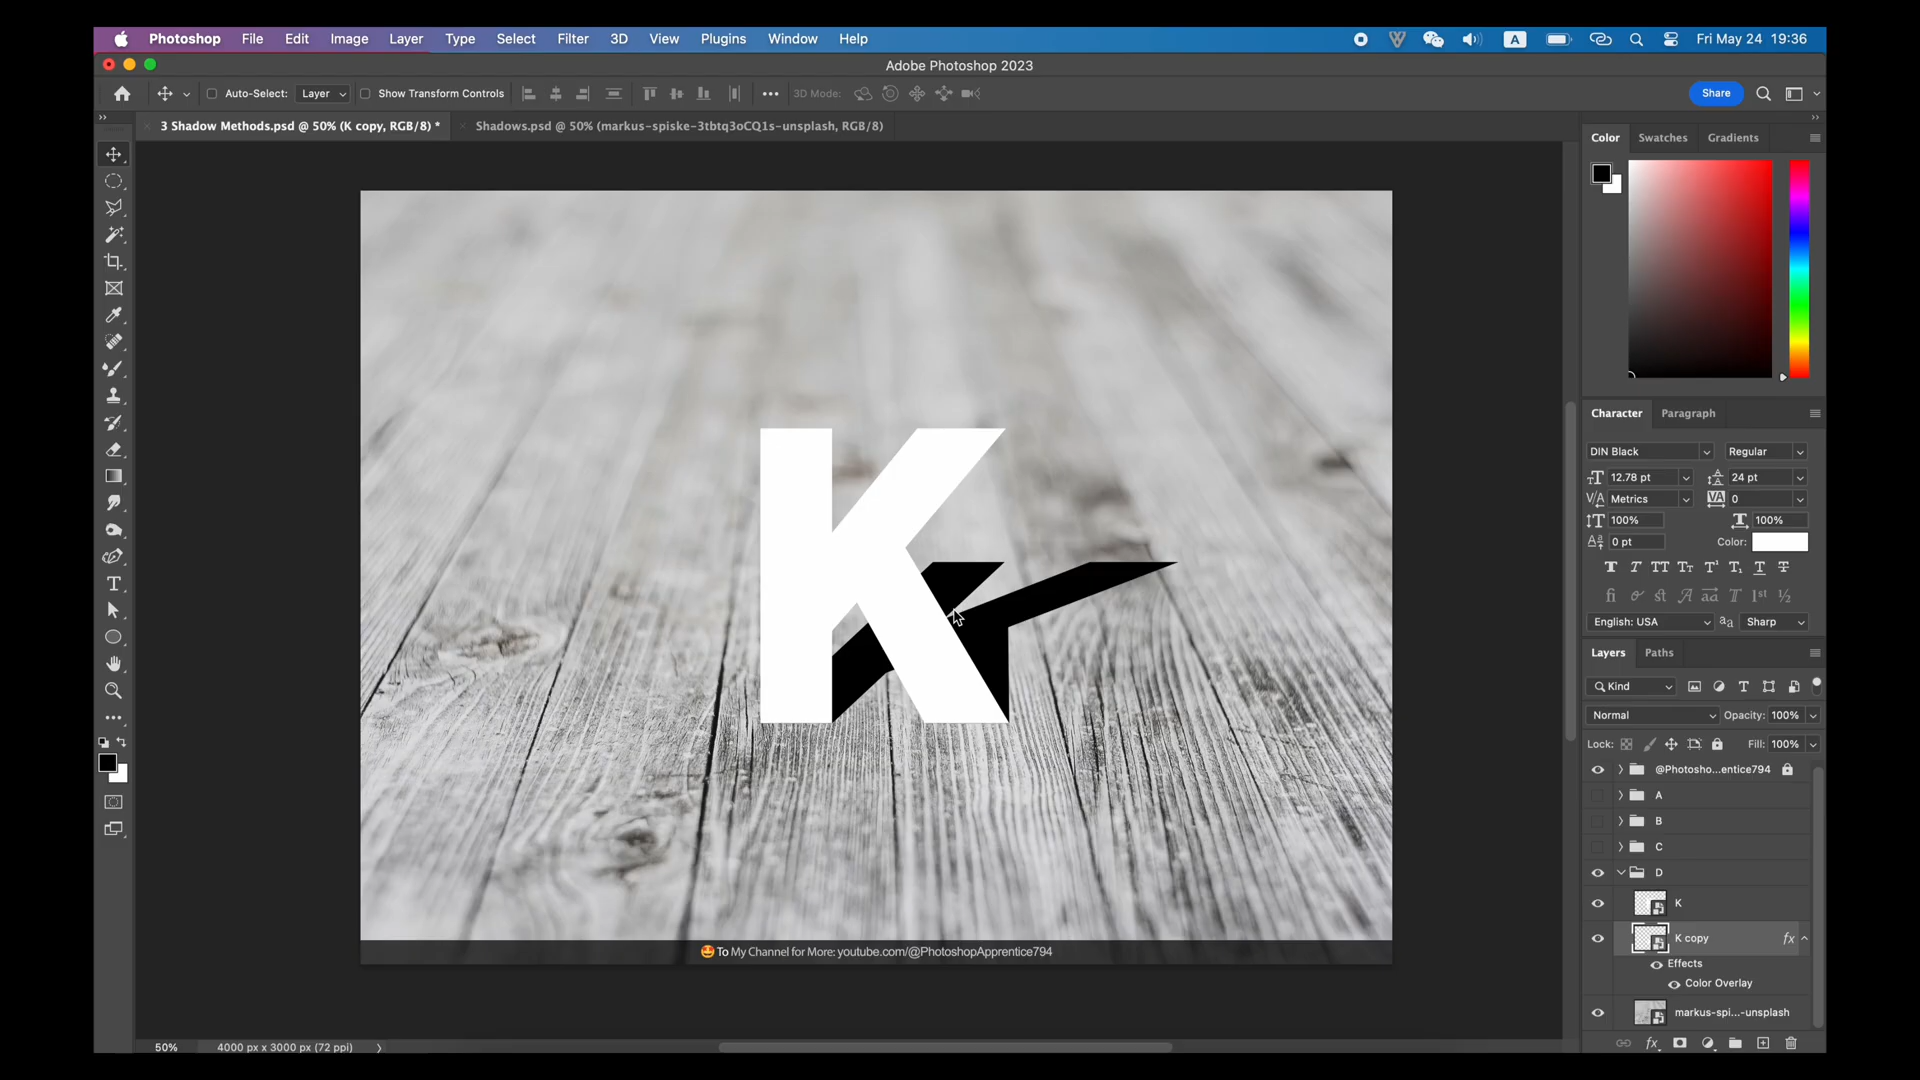 Photoshop File Edit Image Layer Type Select Filter 3D View Plugins Window Help A Fri May 24 19:36
Adobe Photoshop 2023
Auto-Select: Layer Show Transform Controls 3D Mode: Share
3 Shadow Methods.psd @ 50% (K copy, RGB/8) * Shadows.psd @ 50% (markus-spiske-3tbtq3oCQ1s-unsplash, RGB/8)
Color Swatches Gradients
K
Character Paragraph
DIN Black Regular
12.78 pt 24 pt
Metrics 0
100% 100%
0 pt Color:
English: USA Sharp
Layers Paths
Kind
Normal Opacity: 100%
Lock: Fill: 100%
@Photosho...entice794
A
B
C
D
K
K copy fx
Effects
Color Overlay
markus-spi...-unsplash
To My Channel for More: youtube.com/@PhotoshopApprentice794
50% 4000 px x 3000 px (72 ppi)